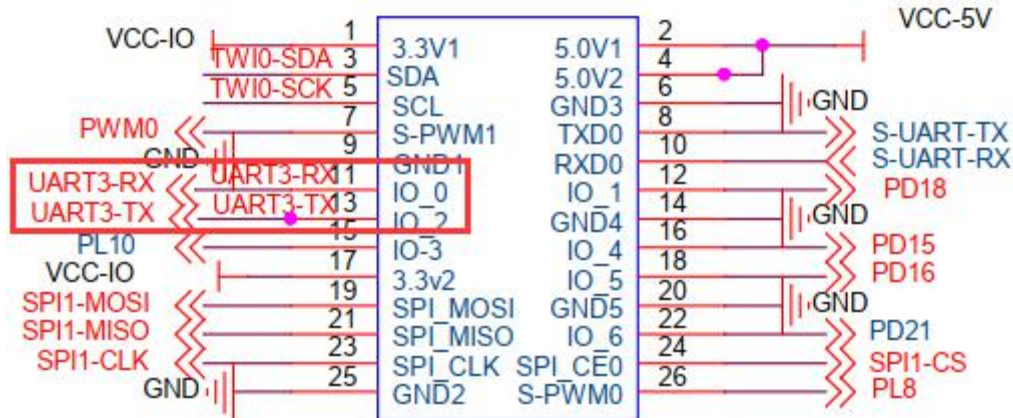 VCC-IO 1 3.3V1 5.0V1 2 VCC-5V
TWI0-SDA 3 SDA 5.0V2 4
TWI0-SCK 5 SCL GND3 6 GND
PWM0 7 S-PWM1 TXD0 8 S-UART-TX
GND 9 GND1 RXD0 10 S-UART-RX
UART3-RX UART3-RX 11 IO_0 IO_1 12 PD18
UART3-TX UART3-TX 13 IO_2 GND4 14 GND
PL10 15 IO-3 IO_4 16 PD15
VCC-IO 17 3.3v2 IO_5 18 PD16
SPI1-MOSI 19 SPI_MOSI GND5 20 GND
SPI1-MISO 21 SPI_MISO IO_6 22 PD21
SPI1-CLK 23 SPI_CLK SPI_CE0 24 SPI1-CS
GND 25 GND2 S-PWM0 26 PL8